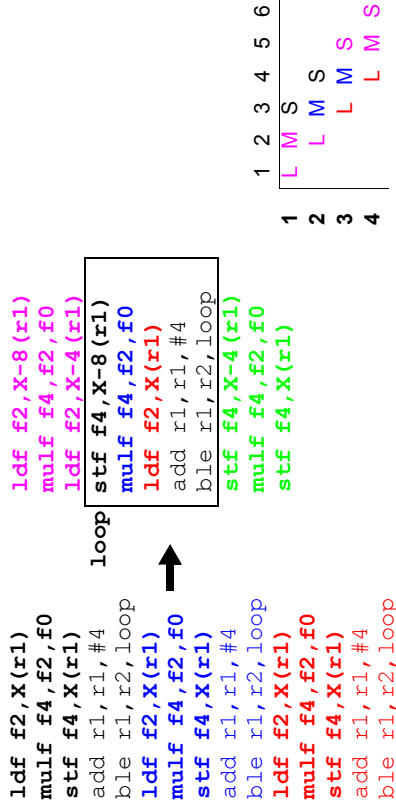 ldf f2,X(r1)
mulf f4,f2,f0
stf f4,X(r1)
add r1,r1,#4
ble r1,r2,loop
ldf f2,X(r1)
mulf f4,f2,f0
stf f4,X(r1)
add r1,r1,#4
ble r1,r2,loop
ldf f2,X(r1)
mulf f4,f2,f0
stf f4,X(r1)
add r1,r1,#4
ble r1,r2,loop
ldf f2,X-8(r1)
mulf f4,f2,f0
ldf f2,X-4(r1)
loop stf f4,X-8(r1)
mulf f4,f2,f0
ldf f2,X(r1)
add r1,r1,#4
ble r1,r2,loop
stf f4,X-4(r1)
mulf f4,f2,f0
stf f4,X(r1)
1 2 3 4 5 6
1 L M S
2 L M S
3 L M S
4 L M S